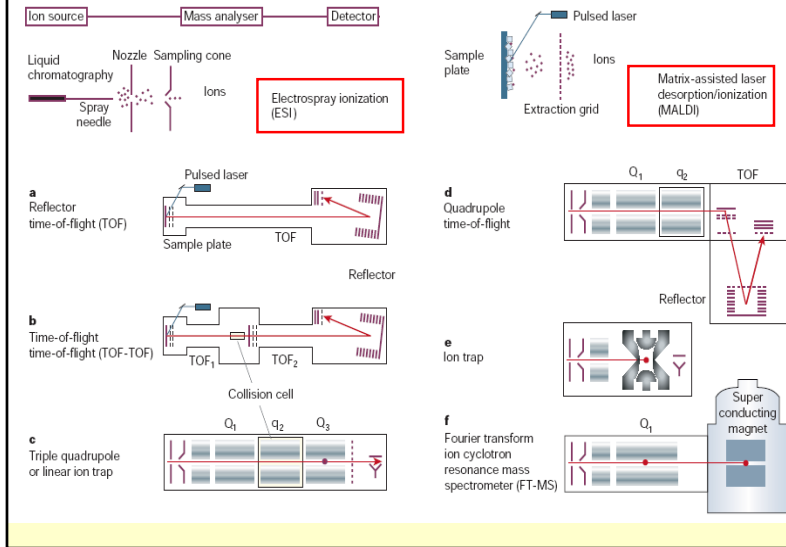 Ion source
Mass analyser
Detector
Liquid
chromatography
Nozzle
Sampling cone
Ions
Spray
needle
Electrospray ionization
(ESI)
Pulsed laser
Sample
plate
Ions
Extraction grid
Matrix-assisted laser
desorption/ionization
(MALDI)
a
Reflector
time-of-flight (TOF)
Pulsed laser
Sample plate
TOF
Reflector
b
Time-of-flight
time-of-flight (TOF-TOF)
TOF1
TOF2
Collision cell
c
Triple quadrupole
or linear ion trap
Q1
q2
Q3
d
Quadrupole
time-of-flight
Q1
q2
TOF
Reflector
e
Ion trap
f
Fourier transform
ion cyclotron
resonance mass
spectrometer (FT-MS)
Q1
Super
conducting
magnet